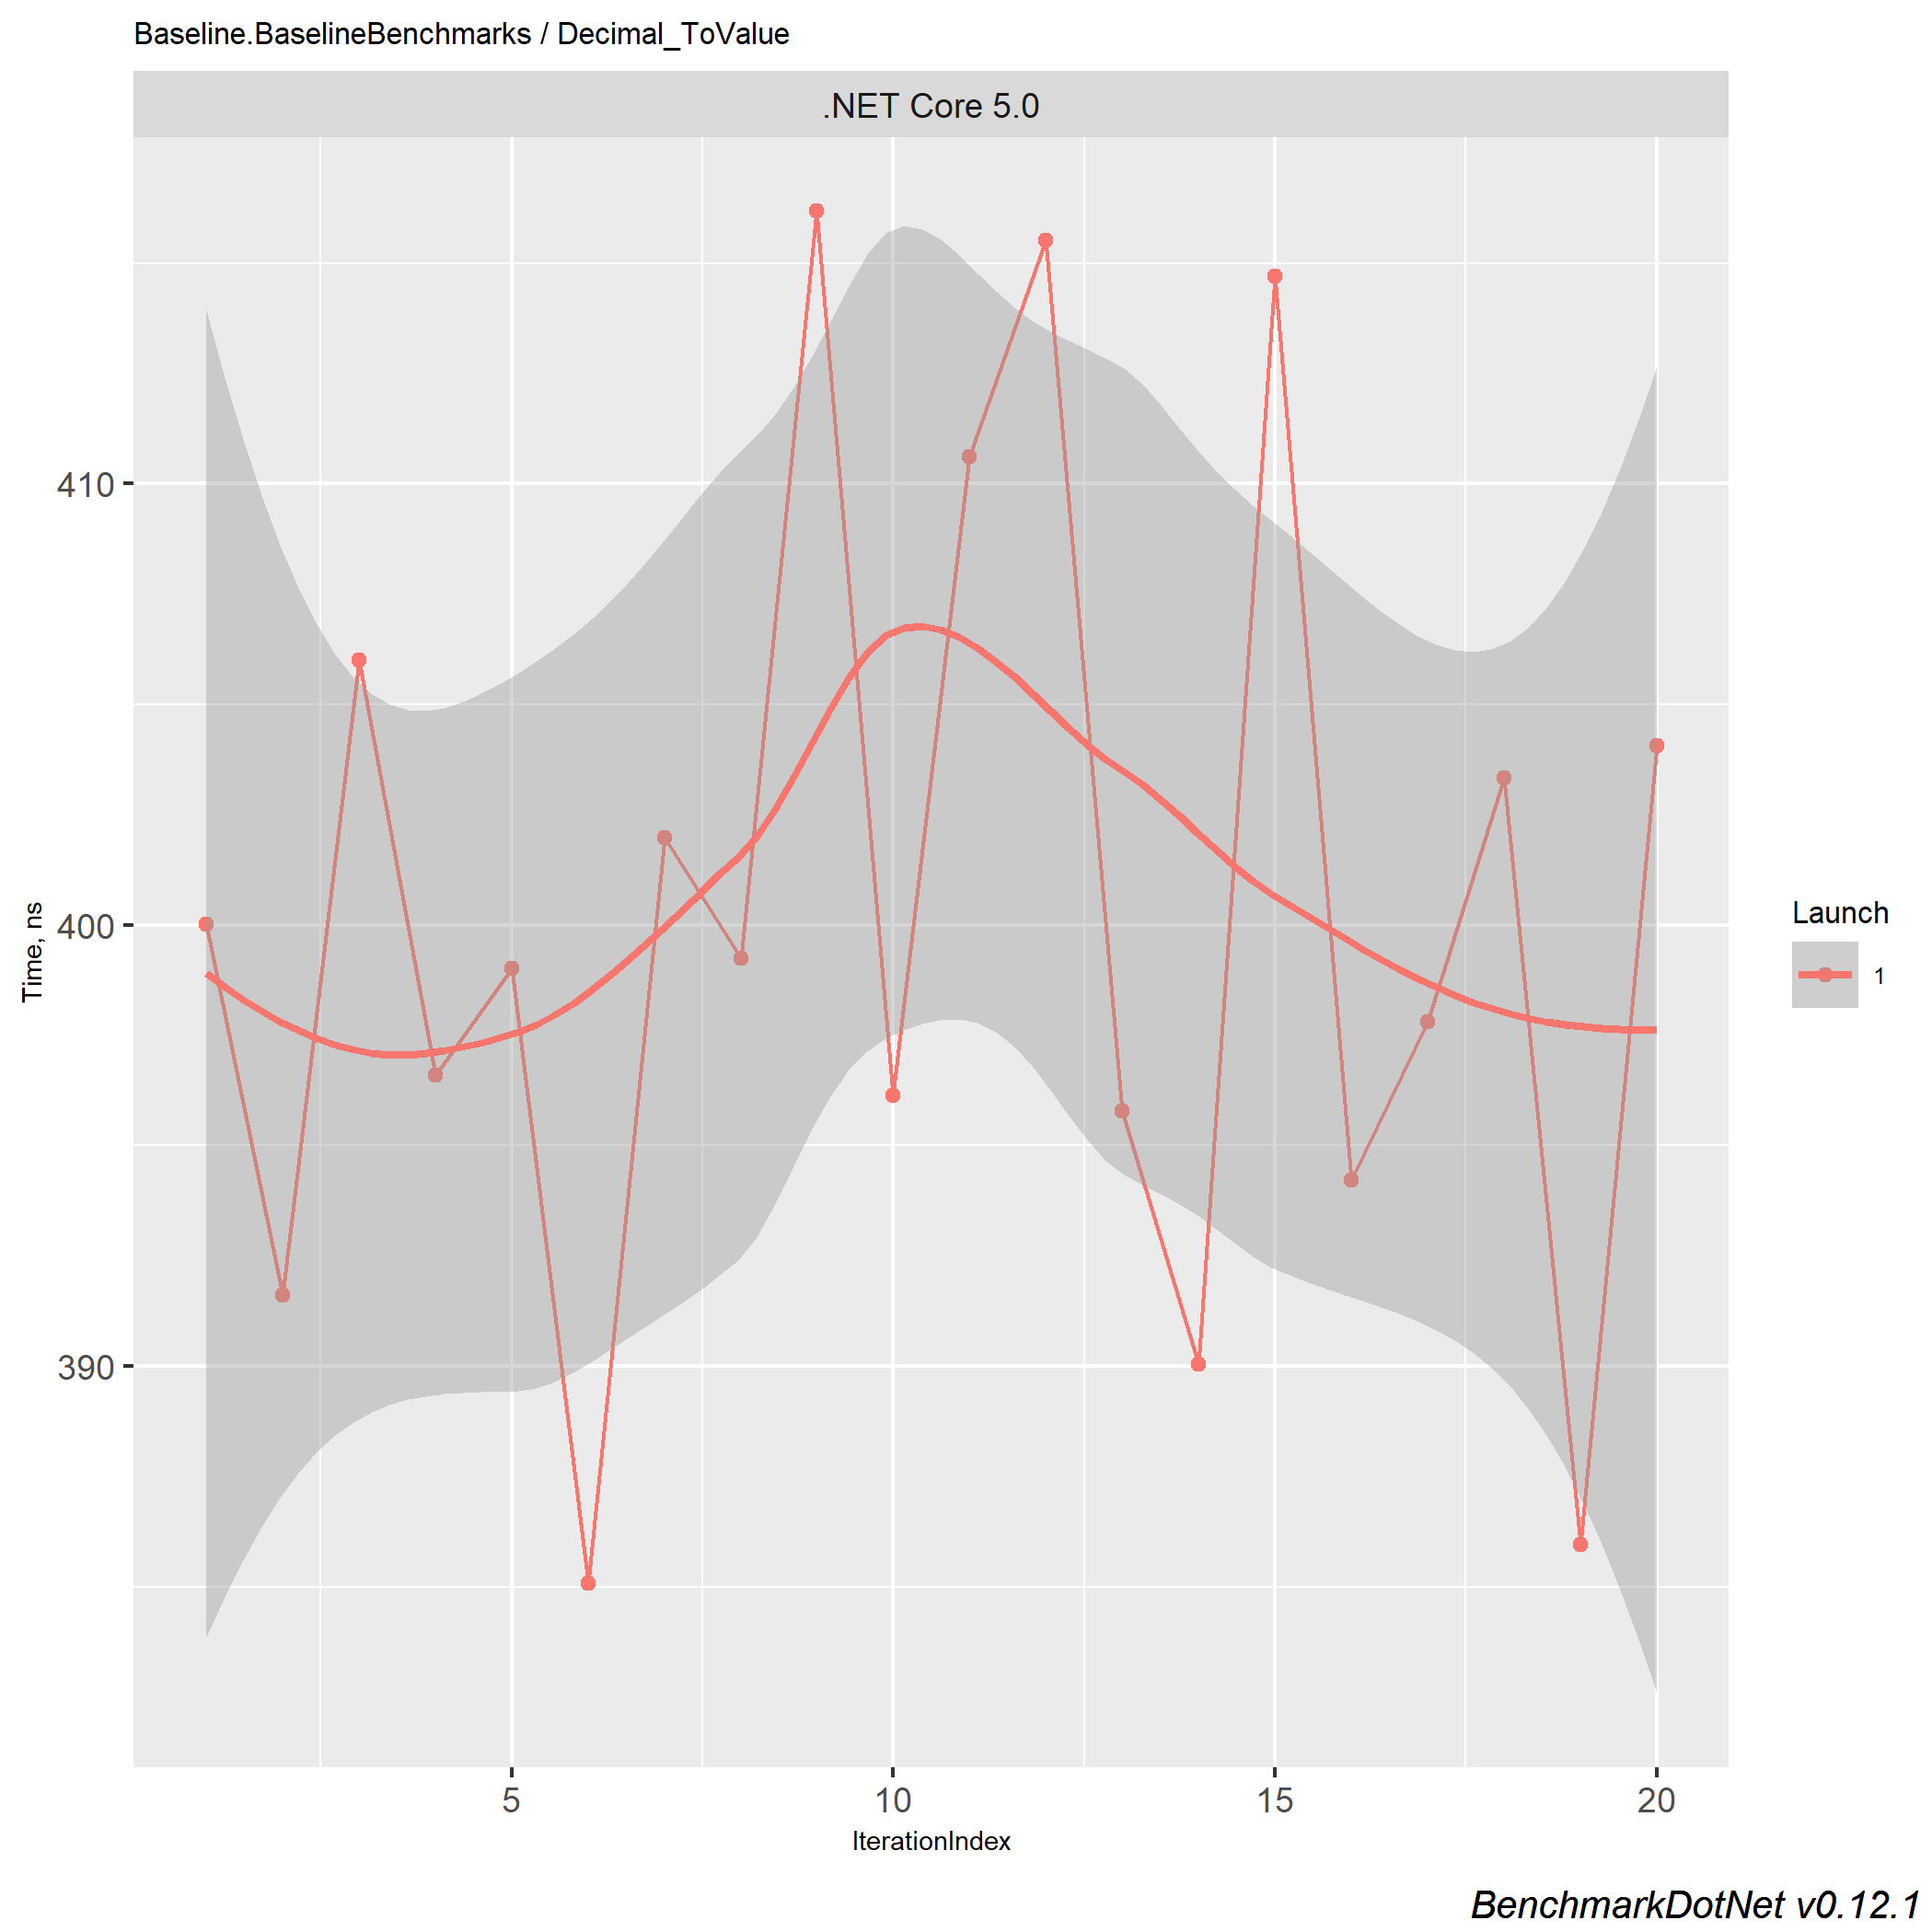 Baseline.BaselineBenchmarks / Decimal_ToValue
.NET Core 5.0
410
400
390
Time, ns
5 10 15 20
IterationIndex
Launch
1
BenchmarkDotNet v0.12.1